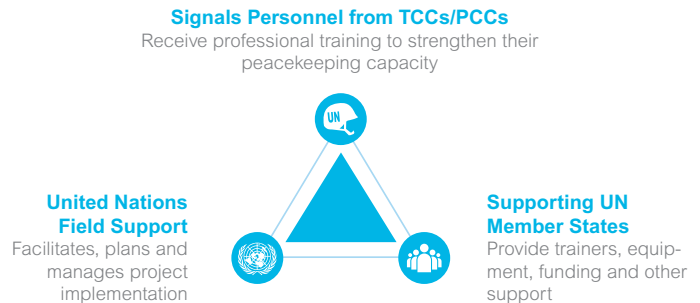 Signals Personnel from TCCs/PCCs
Receive professional training to strengthen their
peacekeeping capacity
UN
United Nations
Field Support
Facilitates, plans and
manages project
implementation
Supporting UN
Member States
Provide trainers, equip-
ment, funding and other
support